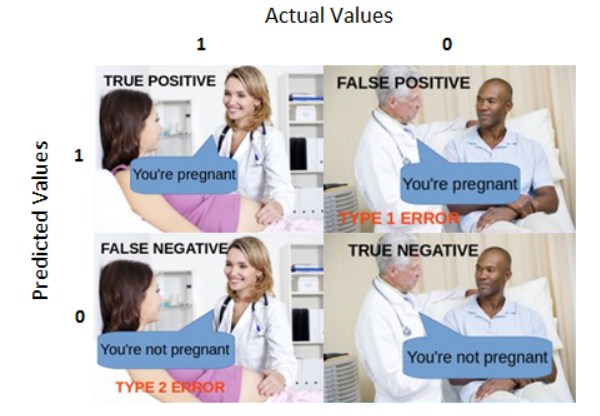 Actual Values
1
0
Predicted Values
1
TRUE POSITIVE
You're pregnant
FALSE POSITIVE
You're pregnant
TYPE 1 ERROR
0
FALSE NEGATIVE
You're not pregnant
TYPE 2 ERROR
TRUE NEGATIVE
You're not pregnant